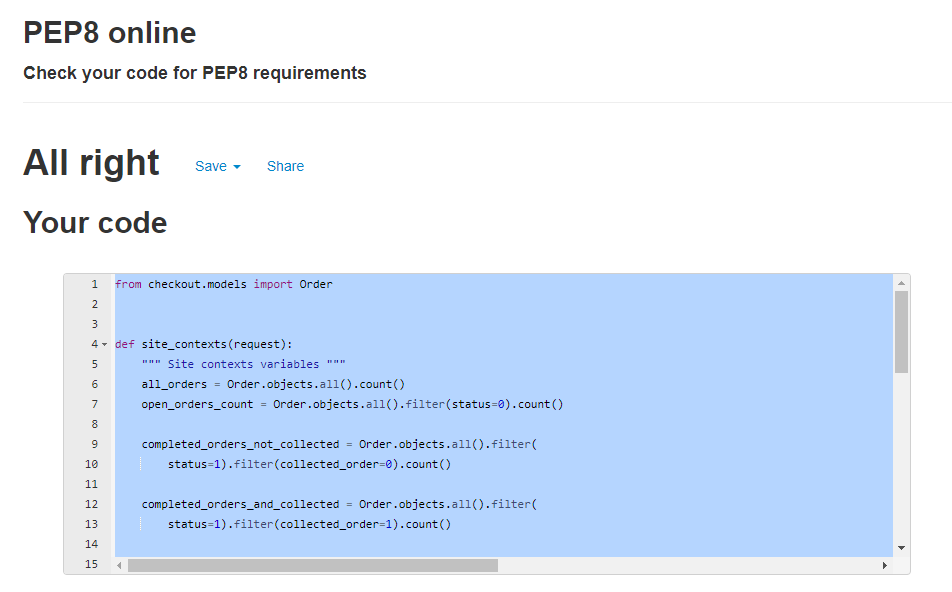 PEP8 online
Check your code for PEP8 requirements
All right Save Share
Your code
1 from checkout.models import Order
2
3
4 def site_contexts(request):
5     """ Site contexts variables """
6     all_orders = Order.objects.all().count()
7     open_orders_count = Order.objects.all().filter(status=0).count()
8
9     completed_orders_not_collected = Order.objects.all().filter(
10         status=1).filter(collected_order=0).count()
11
12     completed_orders_and_collected = Order.objects.all().filter(
13         status=1).filter(collected_order=1).count()
14
15